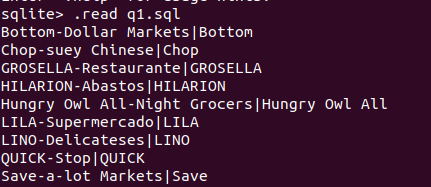 sqlite> .read q1.sql
Bottom-Dollar Markets|Bottom
Chop-suey Chinese|Chop
GROSELLA-Restaurante|GROSELLA
HILARION-Abastos|HILARION
Hungry Owl All-Night Grocers|Hungry Owl All
LILA-Supermercado|LILA
LINO-Delicateses|LINO
QUICK-Stop|QUICK
Save-a-lot Markets|Save